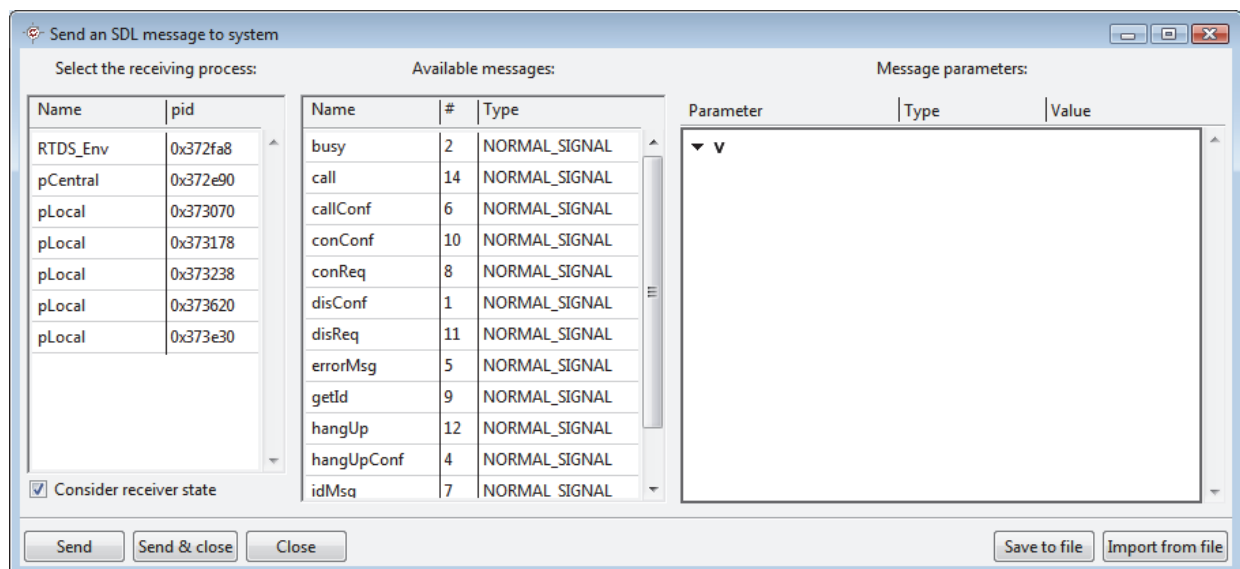 Send an SDL message to system
Select the receiving process:
Available messages:
Message parameters:
Name pid
RTDS_Env 0x372fa8
pCentral 0x372e90
pLocal 0x373070
pLocal 0x373178
pLocal 0x373238
pLocal 0x373620
pLocal 0x373e30
Consider receiver state
Name # Type
busy 2 NORMAL_SIGNAL
call 14 NORMAL_SIGNAL
callConf 6 NORMAL_SIGNAL
conConf 10 NORMAL_SIGNAL
conReq 8 NORMAL_SIGNAL
disConf 1 NORMAL_SIGNAL
disReq 11 NORMAL_SIGNAL
errorMsg 5 NORMAL_SIGNAL
getId 9 NORMAL_SIGNAL
hangUp 12 NORMAL_SIGNAL
hangUpConf 4 NORMAL_SIGNAL
idMsg 7 NORMAL_SIGNAL
Parameter Type Value
v
Send Send & close Close Save to file Import from file